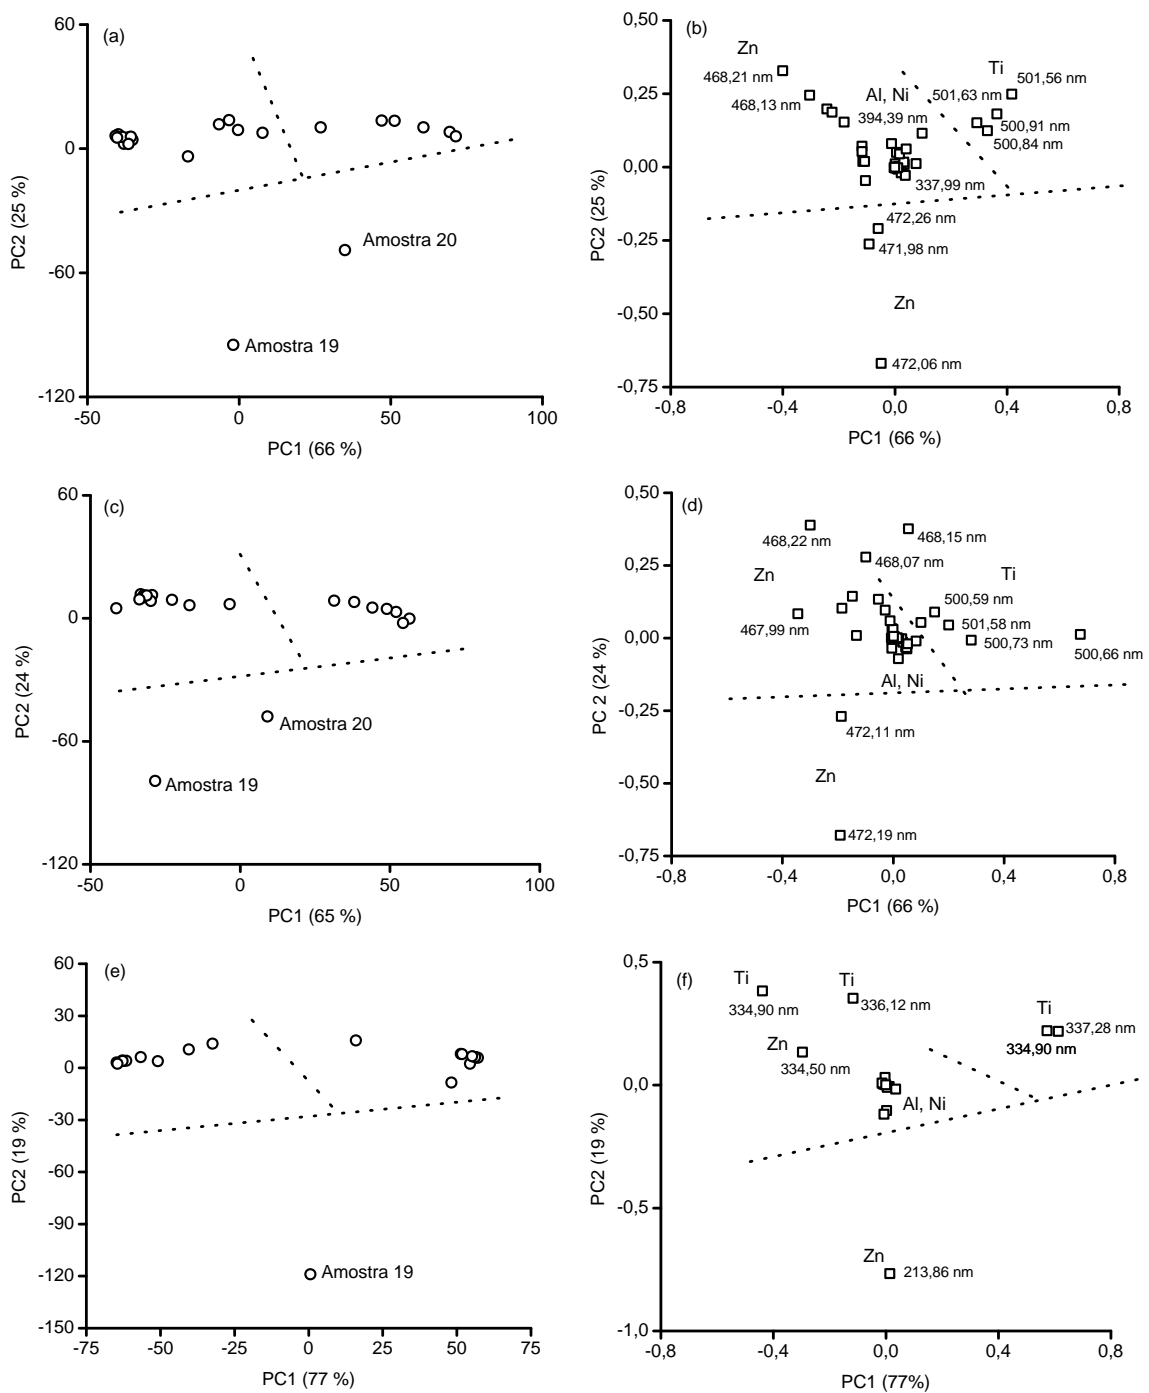 (a)
60
0
-60
-120
-50
0
50
100
PC2 (25 %)
PC1 (66 %)
Amostra 20
Amostra 19
(b)
0,50
0,25
0,00
-0,25
-0,50
-0,75
-0,8
-0,4
0,0
0,4
0,8
PC2 (25 %)
PC1 (66 %)
Zn
468,21 nm
468,13 nm
Al, Ni
394,39 nm
Ti
501,56 nm
501,63 nm
500,91 nm
500,84 nm
337,99 nm
472,26 nm
471,98 nm
Zn
472,06 nm
(c)
60
0
-60
-120
-50
0
50
100
PC2 (24 %)
PC1 (65 %)
Amostra 20
Amostra 19
(d)
0,50
0,25
0,00
-0,25
-0,50
-0,75
-0,8
-0,4
0,0
0,4
0,8
PC 2 (24 %)
PC1 (66 %)
468,22 nm
468,15 nm
468,07 nm
Zn
Ti
467,99 nm
500,59 nm
501,58 nm
500,73 nm
500,66 nm
Al, Ni
472,11 nm
Zn
472,19 nm
(e)
60
30
0
-30
-60
-90
-120
-150
-75
-50
-25
0
25
50
75
PC2 (19 %)
PC1 (77 %)
Amostra 19
(f)
0,5
0,0
-0,5
-1,0
-0,8
-0,4
0,0
0,4
0,8
PC2 (19 %)
PC1 (77%)
Ti
334,90 nm
Ti
336,12 nm
Ti
337,28 nm
334,90 nm
Zn
334,50 nm
Al, Ni
Zn
213,86 nm